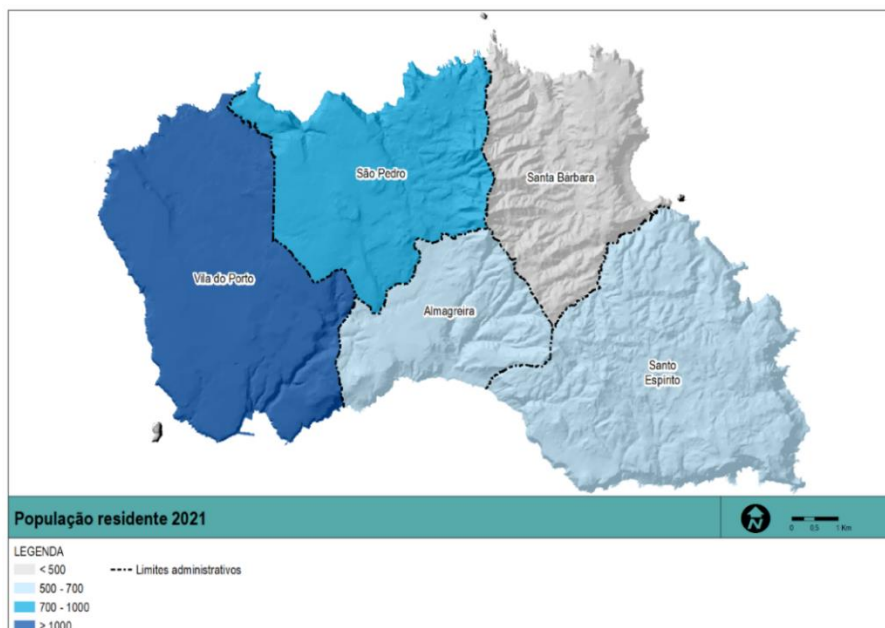 São Pedro
Santa Bárbara
Vila do Porto
Almagreira
Santo
Espírito
População residente 2021
N
0 0.5 1 Km
LEGENDA
< 500
Limites administrativos
500 - 700
700 - 1000
> 1000